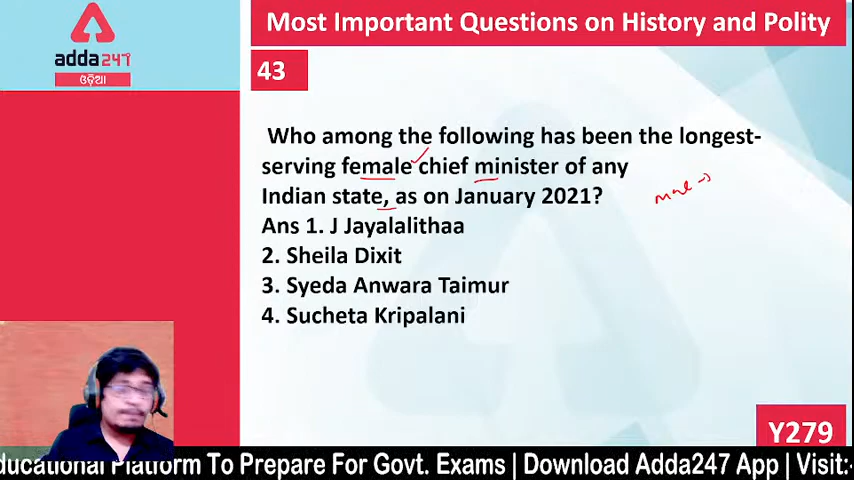 Most Important Questions on History and Polity
adda247
ଓଡ଼ିଆ
43
Who among the following has been the longest-
serving female chief minister of any
Indian state, as on January 2021?
male →
Ans 1. J Jayalalithaa
2. Sheila Dixit
3. Syeda Anwara Taimur
4. Sucheta Kripalani
Y279
ducational Platform To Prepare For Govt. Exams | Download Adda247 App | Visit:-